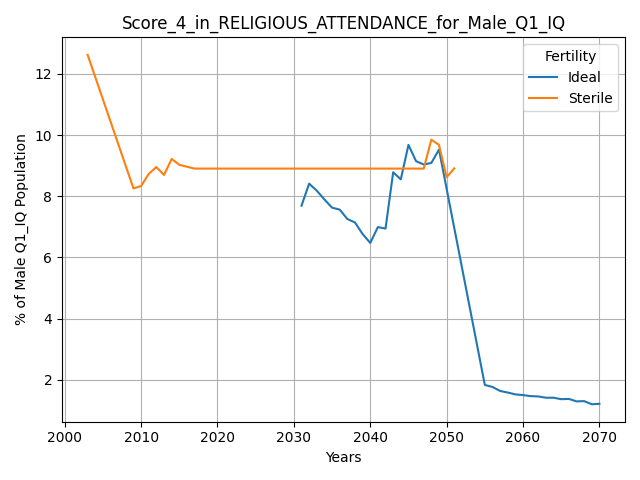 Score_4_in_RELIGIOUS_ATTENDANCE_for_Male_Q1_IQ
% of Male Q1_IQ Population
12
10
8
6
4
2
Fertility
Ideal
Sterile
2000 2010 2020 2030 2040 2050 2060 2070
Years